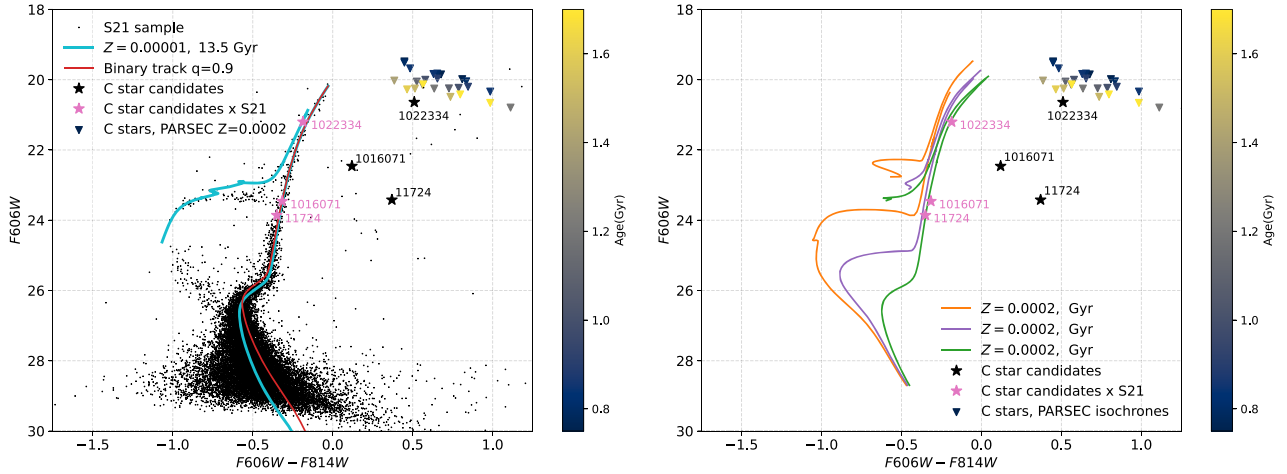 18
20
22
24
26
28
30
F606W
−1.5
−1.0
−0.5
0.0
0.5
1.0
F606W − F814W
S21 sample
Z = 0.00001, 13.5 Gyr
Binary track q=0.9
C star candidates
C star candidates x S21
C stars, PARSEC Z=0.0002
1022334
1022334
1016071
11724
1016071
11724
1.6
1.4
1.2
1.0
0.8
Age(Gyr)
18
20
22
24
26
28
30
F606W
−1.5
−1.0
−0.5
0.0
0.5
1.0
F606W − F814W
1022334
1022334
1016071
11724
1016071
11724
Z = 0.0002, Gyr
Z = 0.0002, Gyr
Z = 0.0002, Gyr
C star candidates
C star candidates x S21
C stars, PARSEC isochrones
1.6
1.4
1.2
1.0
0.8
Age(Gyr)